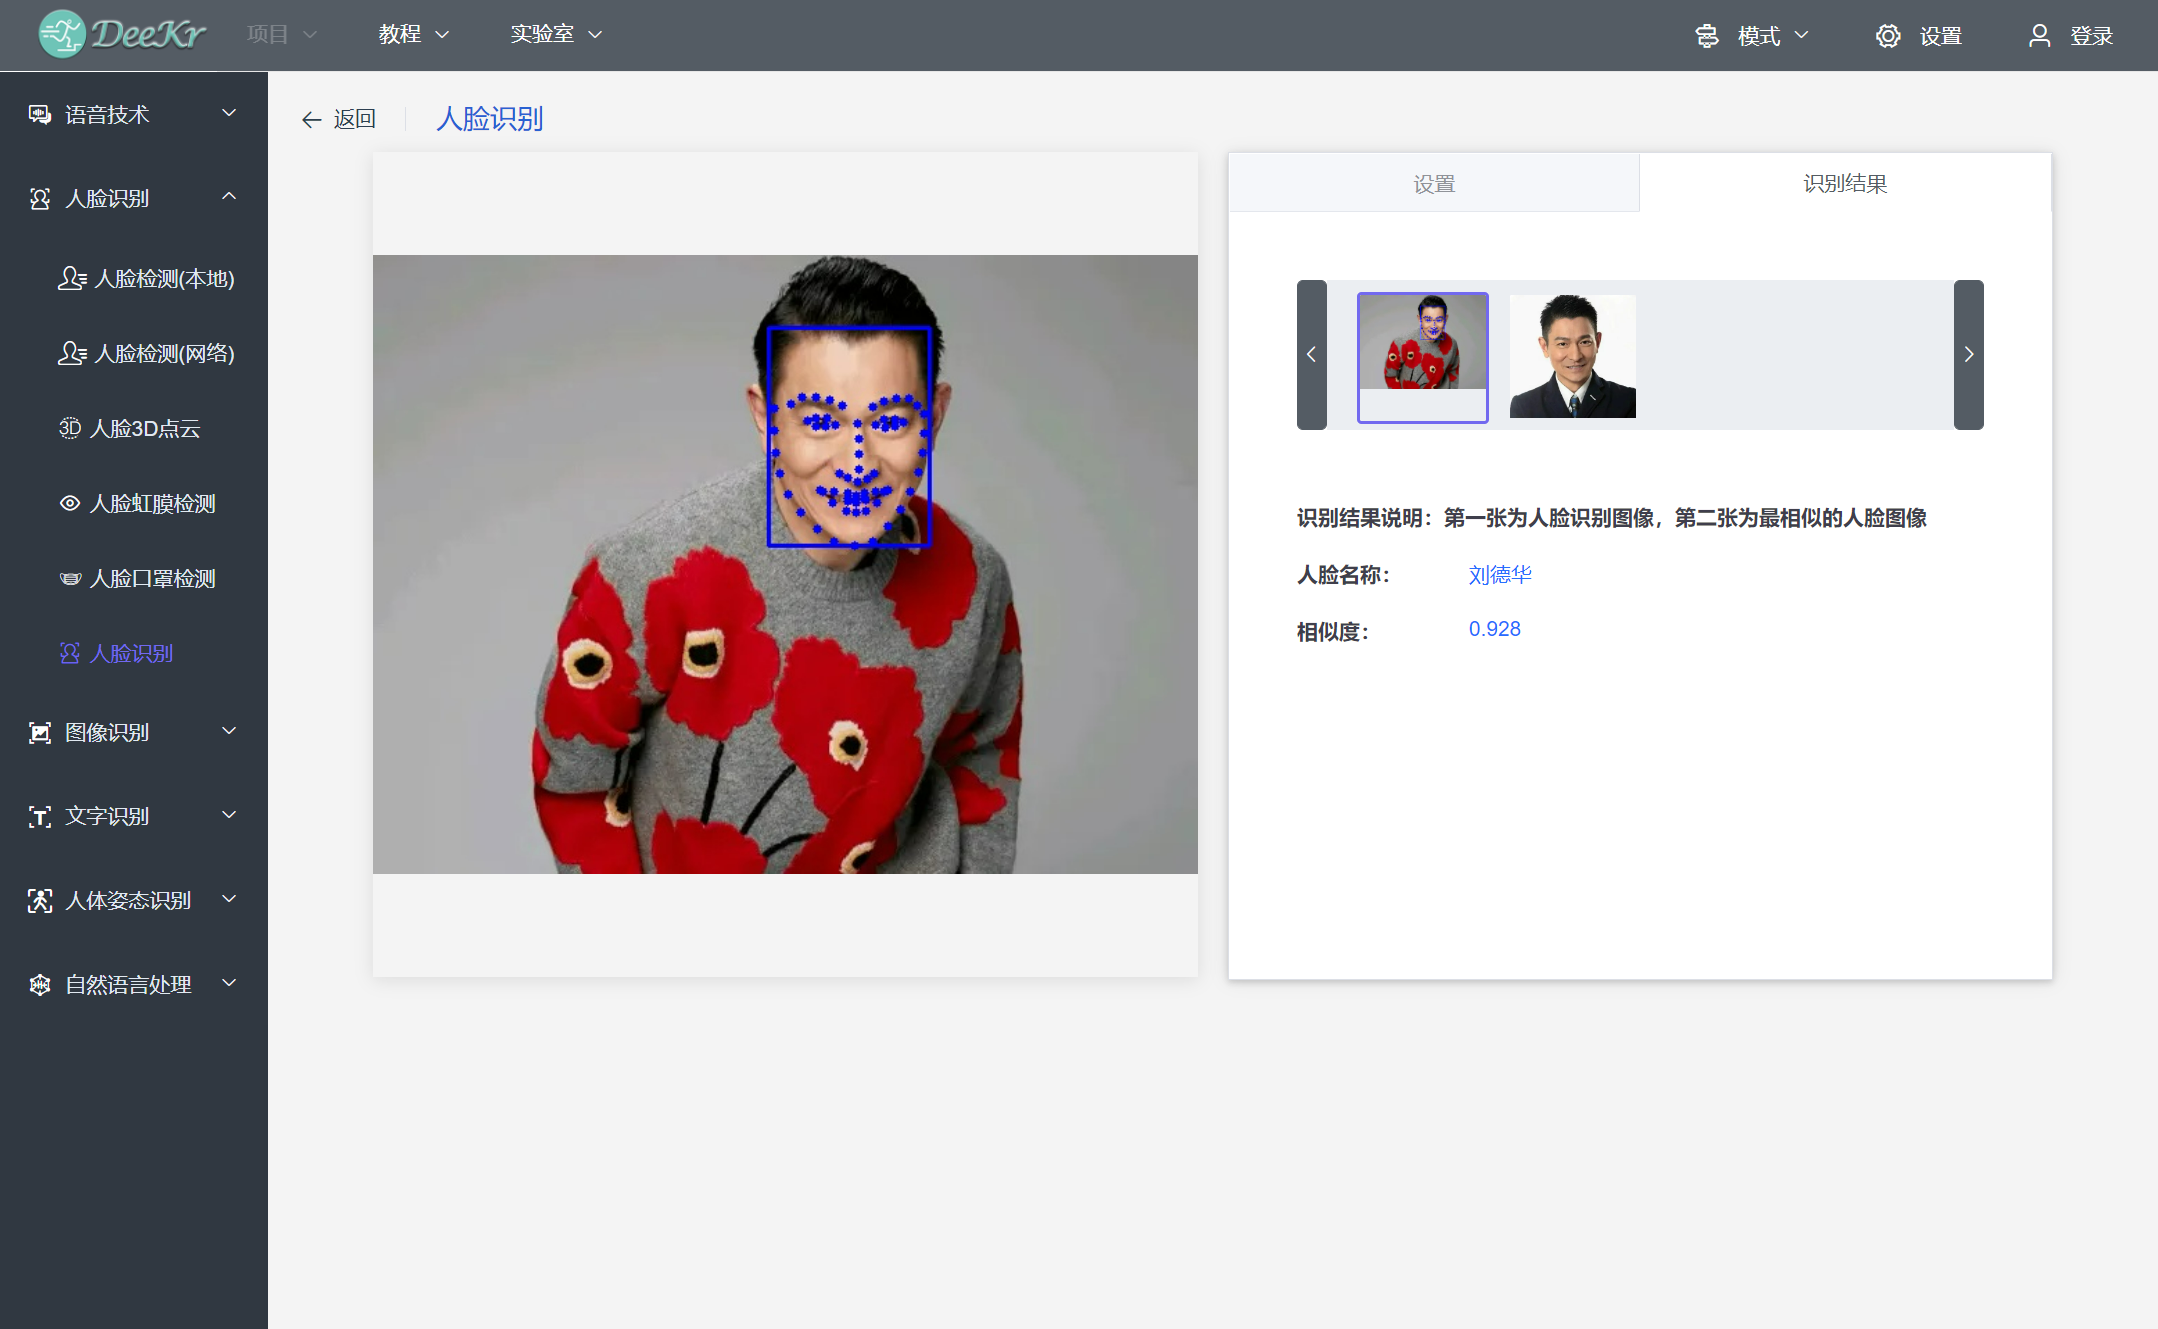 DeeKr 项目 教程 实验室 模式 设置 登录
语音技术
人脸识别
人脸检测(本地)
人脸检测(网络)
3D 人脸3D点云
人脸虹膜检测
人脸口罩检测
人脸识别
图像识别
T 文字识别
人体姿态识别
自然语言处理
返回 人脸识别
设置 识别结果
识别结果说明：第一张为人脸识别图像，第二张为最相似的人脸图像
人脸名称： 刘德华
相似度： 0.928